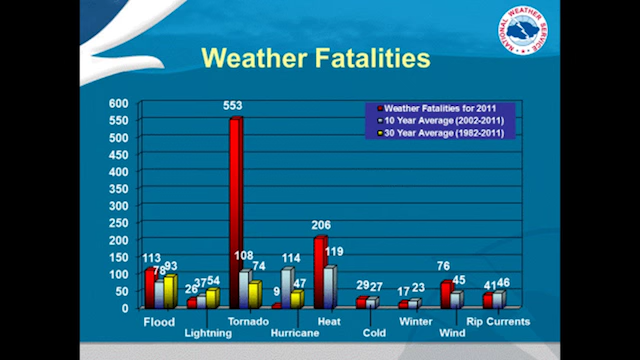 NATIONAL WEATHER SERVICE
Weather Fatalities
Weather Fatalities for 2011
10 Year Average (2002-2011)
30 Year Average (1982-2011)
600
550
500
450
400
350
300
250
200
150
100
50
0
113
78
93
26
37
54
553
108
74
9
114
47
206
119
29
27
17
23
76
45
41
46
Flood
Lightning
Tornado
Hurricane
Heat
Cold
Winter
Wind
Rip Currents